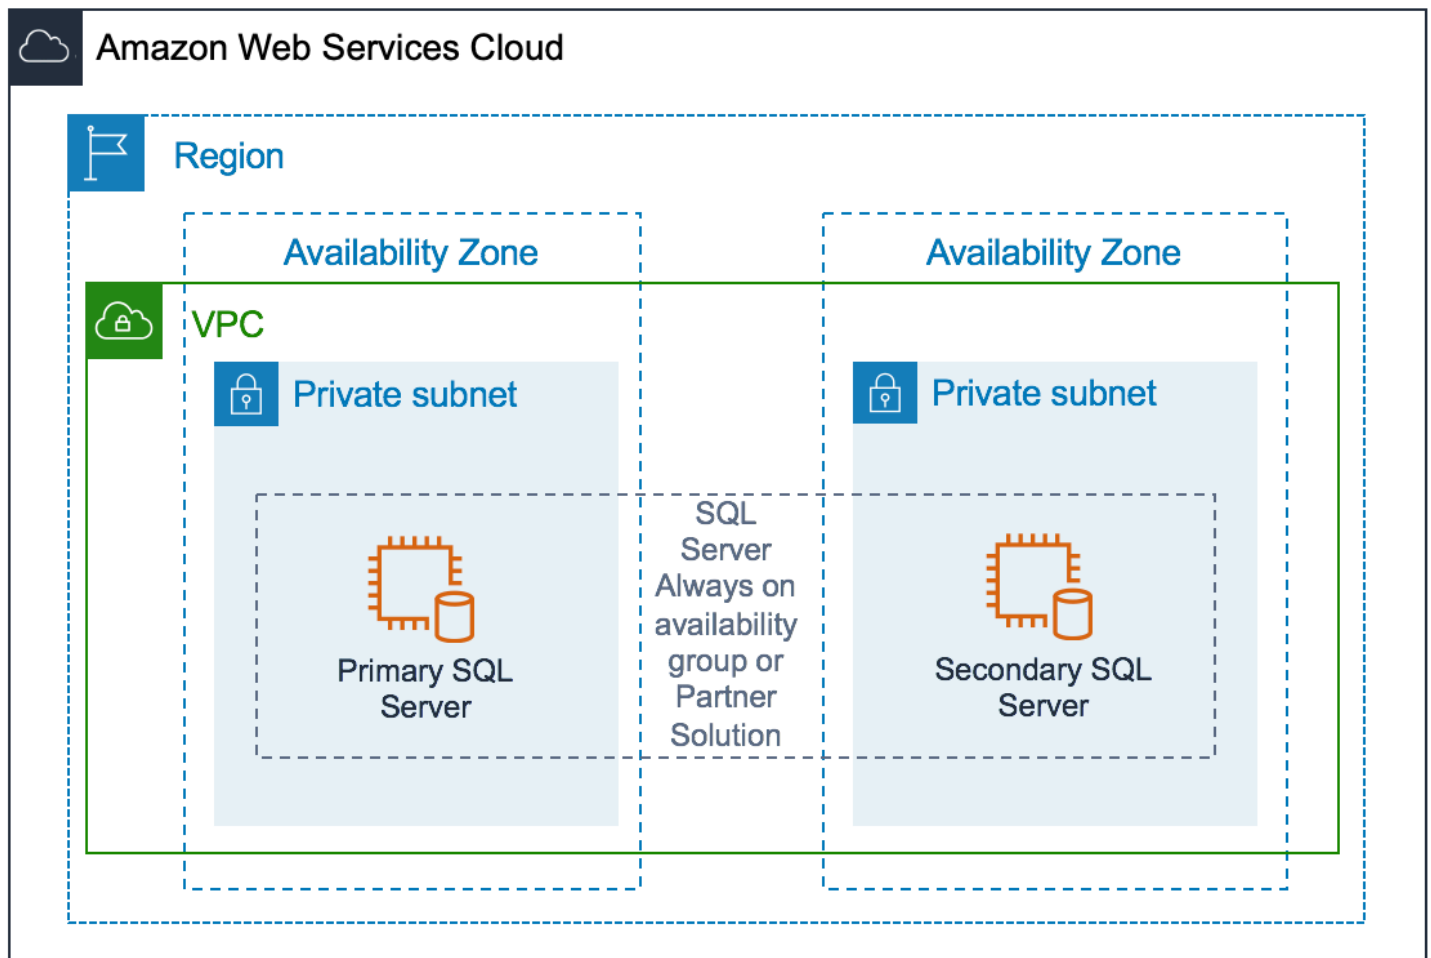 Amazon Web Services Cloud
Region
Availability Zone
Availability Zone
VPC
Private subnet
Private subnet
SQL
Server
Always on
availability
group or
Partner
Solution
Primary SQL
Server
Secondary SQL
Server